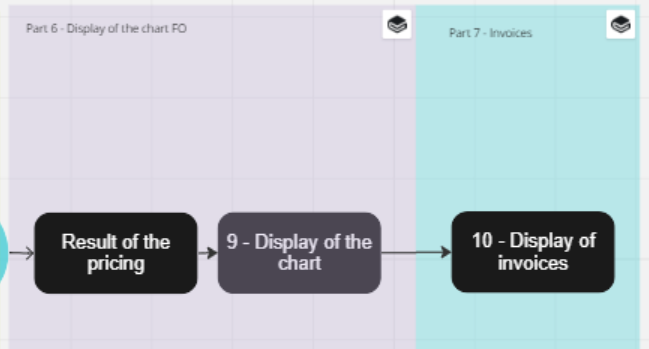 Part 6 - Display of the chart FO
Part 7 - Invoices
Result of the
pricing
9 - Display of the
chart
10 - Display of
invoices